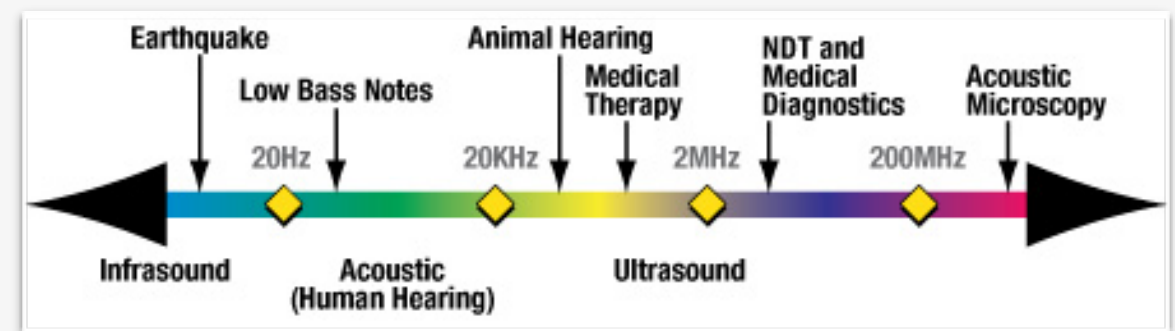 Earthquake
Low Bass Notes
Animal Hearing
Medical
Therapy
NDT and
Medical
Diagnostics
Acoustic
Microscopy
20Hz
20KHz
2MHz
200MHz
Infrasound
Acoustic
(Human Hearing)
Ultrasound